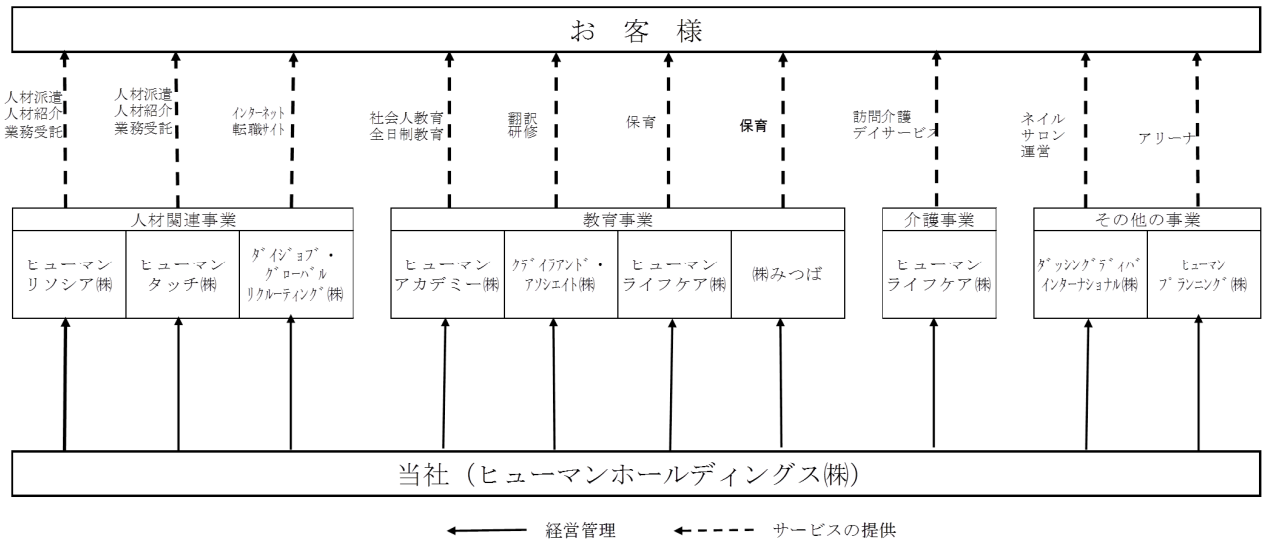 お　客　様
人材派遣
人材紹介
業務受託
人材派遣
人材紹介
業務受託
インターネット
転職サイト
社会人教育
全日制教育
翻訳
研修
保育
保育
訪問介護
デイサービス
ネイル
サロン
運営
アリーナ
人材関連事業
ヒューマン
リソシア㈱
ヒューマン
タッチ㈱
ダイジョブ・
グローバル
リクルーティング㈱
教育事業
ヒューマン
アカデミー㈱
クデイラアンド・
アソシエイト㈱
ヒューマン
ライフケア㈱
㈱みつば
介護事業
ヒューマン
ライフケア㈱
その他の事業
ダッシングディバ
インターナショナル㈱
ヒューマン
プランニング㈱
当社（ヒューマンホールディングス㈱）
経営管理
サービスの提供